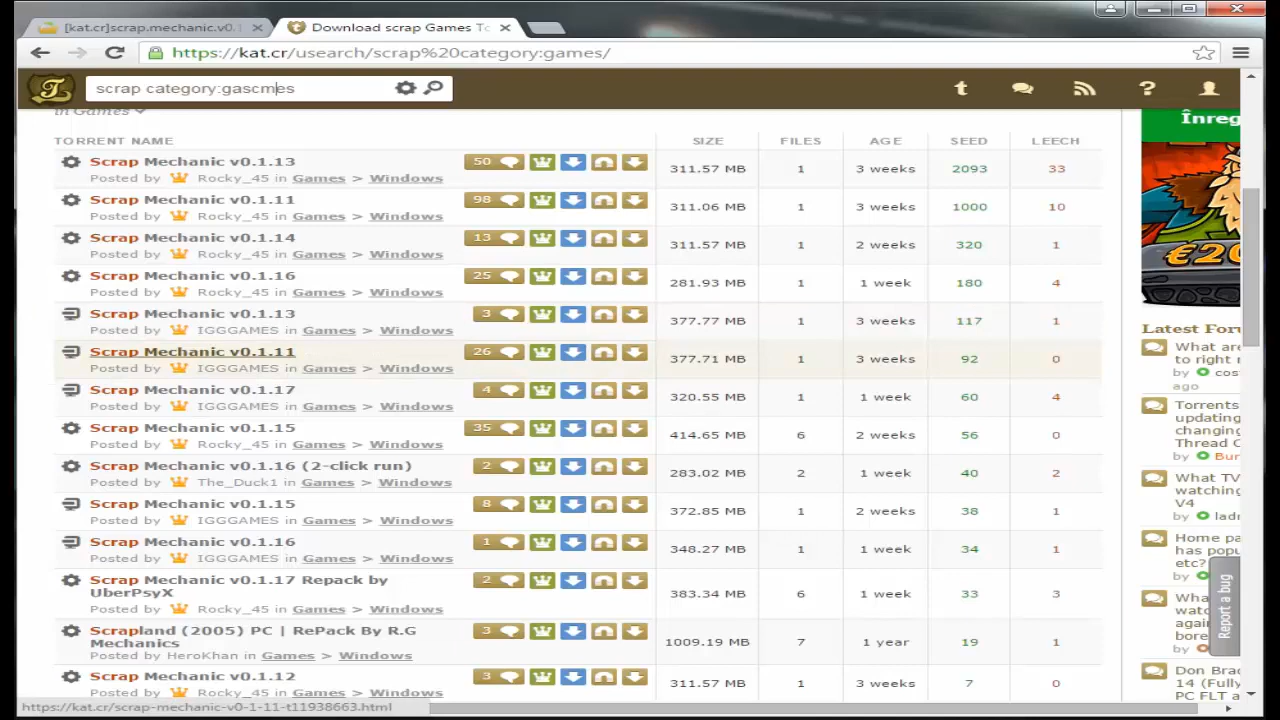 [kat.cr]scrap.mechanic.v0.1
Download scrap Games To
https://kat.cr/usearch/scrap%20category:games/
scrap category:gascmes
t
?
in Games
TORRENT NAME SIZE FILES AGE SEED LEECH
Scrap Mechanic v0.1.13 50 311.57 MB 1 3 weeks 2093 33
Posted by Rocky_45 in Games > Windows
Scrap Mechanic v0.1.11 98 311.06 MB 1 3 weeks 1000 10
Posted by Rocky_45 in Games > Windows
Scrap Mechanic v0.1.14 13 311.57 MB 1 2 weeks 320 1
Posted by Rocky_45 in Games > Windows
Scrap Mechanic v0.1.16 25 281.93 MB 1 1 week 180 4
Posted by Rocky_45 in Games > Windows
Scrap Mechanic v0.1.13 3 377.77 MB 1 3 weeks 117 1
Posted by IGGGAMES in Games > Windows
Scrap Mechanic v0.1.11 26 377.71 MB 1 3 weeks 92 0
Posted by IGGGAMES in Games > Windows
Scrap Mechanic v0.1.17 4 320.55 MB 1 1 week 60 4
Posted by IGGGAMES in Games > Windows
Scrap Mechanic v0.1.15 35 414.65 MB 6 2 weeks 56 0
Posted by Rocky_45 in Games > Windows
Scrap Mechanic v0.1.16 (2-click run) 2 283.02 MB 2 1 week 40 2
Posted by The_Duck1 in Games > Windows
Scrap Mechanic v0.1.15 8 372.85 MB 1 2 weeks 38 1
Posted by IGGGAMES in Games > Windows
Scrap Mechanic v0.1.16 1 348.27 MB 1 1 week 34 1
Posted by IGGGAMES in Games > Windows
Scrap Mechanic v0.1.17 Repack by 2 383.34 MB 6 1 week 33 3
UberPsyX
Posted by Rocky_45 in Games > Windows
Scrapland (2005) PC | RePack By R.G 3 1009.19 MB 7 1 year 19 1
Mechanics
Posted by HeroKhan in Games > Windows
Scrap Mechanic v0.1.12 3 311.57 MB 1 3 weeks 7 0
Posted by Rocky_45 in Games > Windows
https://kat.cr/scrap-mechanic-v0-1-11-t11938663.html
Înreg
€20
Latest Foru
What are
to right r
by cos
ago
Torrents
updating
changing
Thread C
by Bur
What TV
watching
V4
by ladr
Home pa
has popu
etc?
by
What
watc
agair
bore
by
Don Brad
14 (Fully
PC FLT a
Report a bug